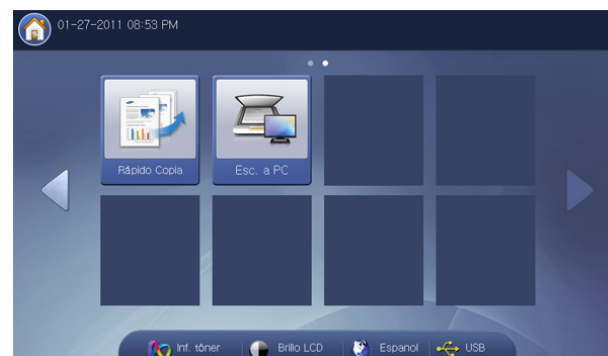 01-27-2011 08:53 PM
Rápido Copia
Esc. a PC
Inf. tóner
Brillo LCD
Espanol
USB